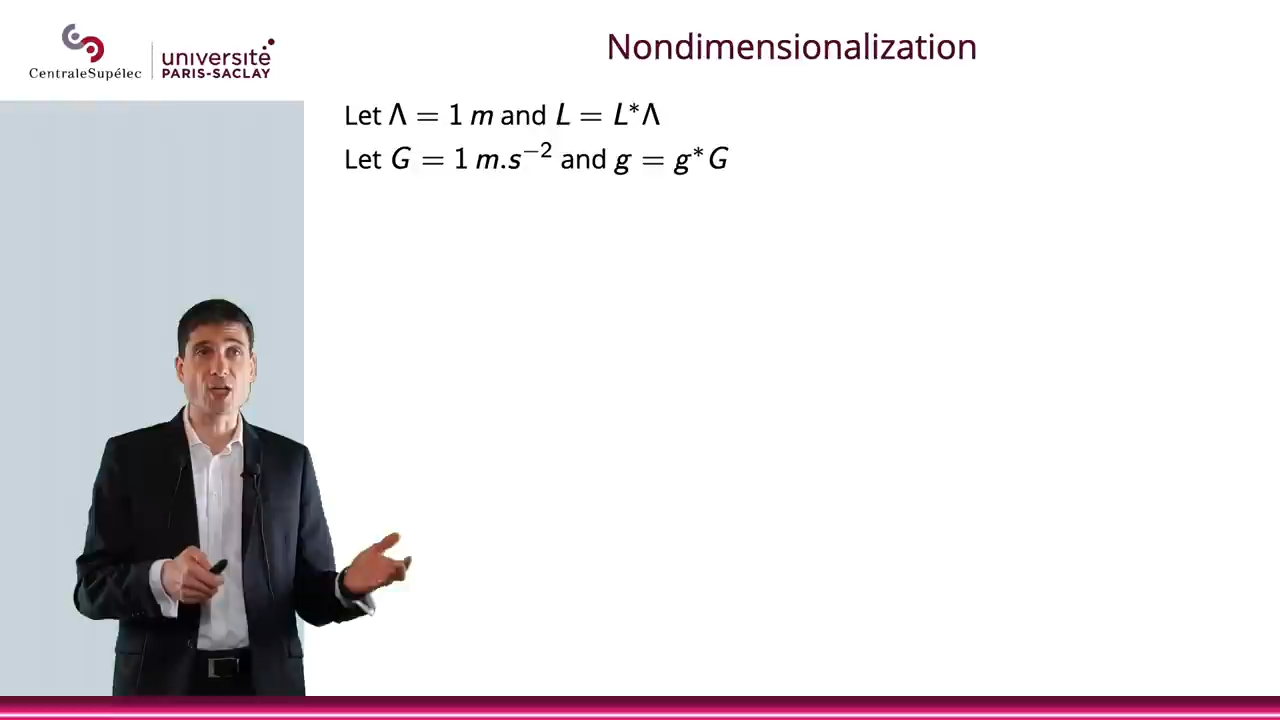 CentraleSupélec
université
PARIS-SACLAY
Nondimensionalization
Let Λ = 1 m and L = L*Λ
Let G = 1 m.s⁻² and g = g*G